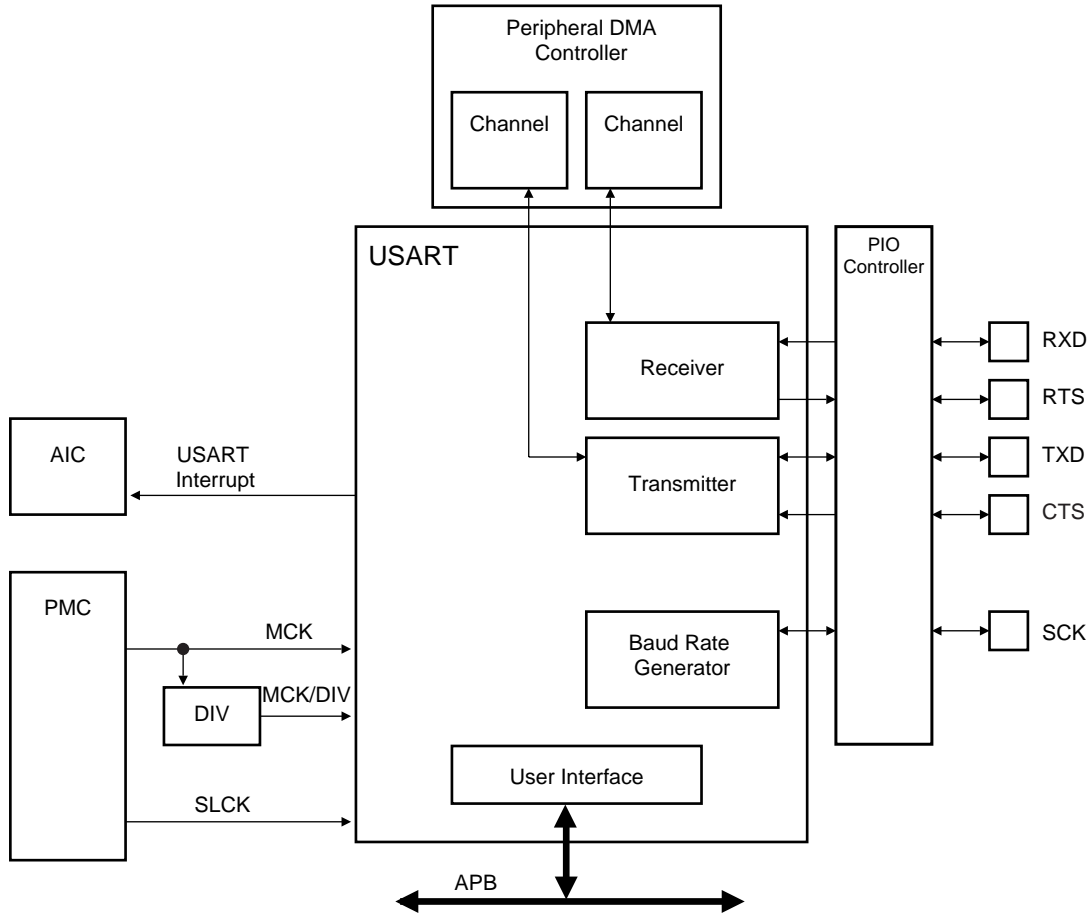 Peripheral DMA
Controller
Channel
Channel
USART
PIO
Controller
Receiver
RXD
RTS
AIC
USART
Interrupt
Transmitter
TXD
CTS
PMC
MCK
Baud Rate
Generator
SCK
DIV
MCK/DIV
User Interface
SLCK
APB